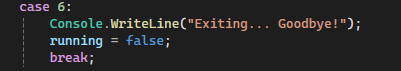 case 6:
Console.WriteLine("Exiting... Goodbye!");
running = false;
break;